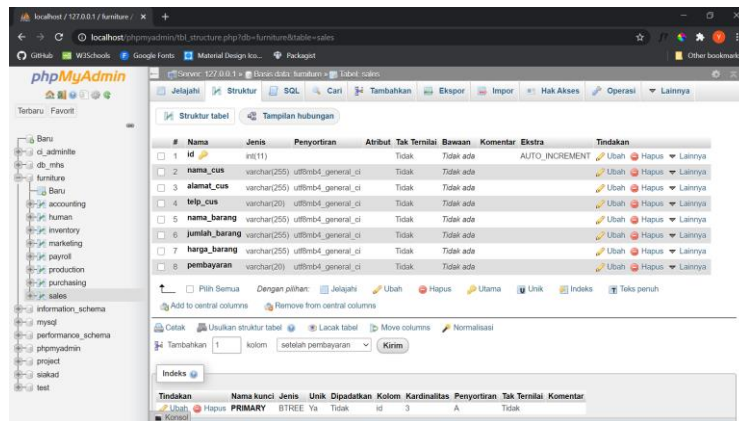 localhost / 127.0.0.1 / furniture /
localhost/phpmyadmin/tbl_structure.php?db=furniture&table=sales
GitHub W3Schools Google Fonts Material Design Ico... Packagist Other bookmark
phpMyAdmin
Terbaru Favorit
Baru
ci_adminlte
db_mhs
furniture
Baru
accounting
human
inventory
marketing
payroll
production
purchasing
sales
information_schema
mysql
performance_schema
phpmyadmin
project
siakad
test
Server: 127.0.0.1 » Basis data: furniture » Tabel: sales
Jelajahi Struktur SQL Cari Tambahkan Ekspor Impor Hak Akses Operasi Lainnya
Struktur tabel Tampilan hubungan
# Nama Jenis Penyortiran Atribut Tak Ternilai Bawaan Komentar Ekstra Tindakan
1 id int(11) Tidak Tidak ada AUTO_INCREMENT Ubah Hapus Lainnya
2 nama_cus varchar(255) utf8mb4_general_ci Tidak Tidak ada Ubah Hapus Lainnya
3 alamat_cus varchar(255) utf8mb4_general_ci Tidak Tidak ada Ubah Hapus Lainnya
4 telp_cus varchar(20) utf8mb4_general_ci Tidak Tidak ada Ubah Hapus Lainnya
5 nama_barang varchar(255) utf8mb4_general_ci Tidak Tidak ada Ubah Hapus Lainnya
6 jumlah_barang varchar(255) utf8mb4_general_ci Tidak Tidak ada Ubah Hapus Lainnya
7 harga_barang varchar(255) utf8mb4_general_ci Tidak Tidak ada Ubah Hapus Lainnya
8 pembayaran varchar(20) utf8mb4_general_ci Tidak Tidak ada Ubah Hapus Lainnya
Pilih Semua Dengan pilihan: Jelajahi Ubah Hapus Utama Unik Indeks Teks penuh
Add to central columns Remove from central columns
Cetak Usulkan struktur tabel Lacak tabel Move columns Normalisasi
Tambahkan 1 kolom setelah pembayaran Kirim
Indeks
Tindakan Nama kunci Jenis Unik Dipadatkan Kolom Kardinalitas Penyortiran Tak Ternilai Komentar
Ubah Hapus PRIMARY BTREE Ya Tidak id 3 A Tidak
Konsol